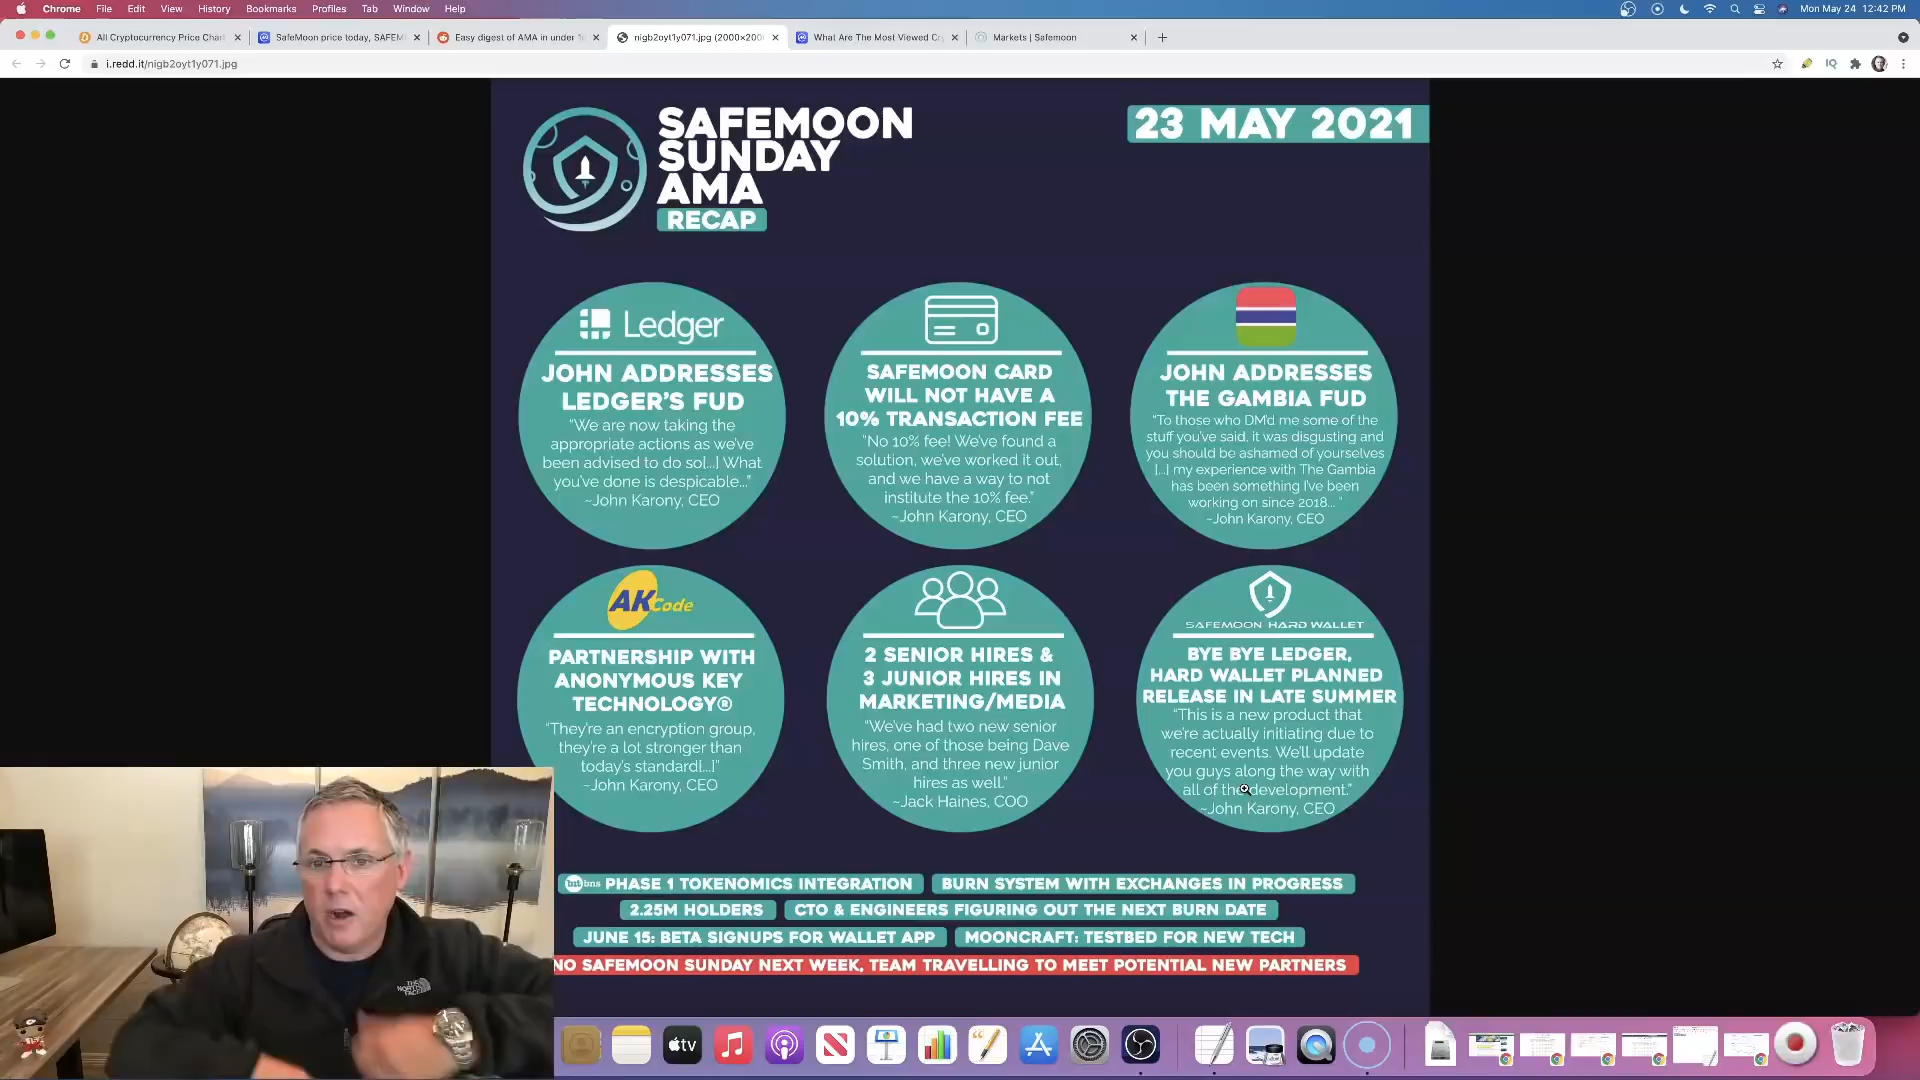 Chrome File Edit View History Bookmarks Profiles Tab Window Help
Mon May 24 12:42 PM
All Cryptocurrency Price Char
SafeMoon price today, SAFEM
Easy digest of AMA in under
nigb2oyt1y071.jpg (2000×200
What Are The Most Viewed Cr
Markets | Safemoon
i.redd.it/nigb2oyt1y071.jpg
SAFEMOON
SUNDAY
AMA
RECAP
23 MAY 2021
Ledger
JOHN ADDRESSES
LEDGER'S FUD
"We are now taking the
appropriate actions as we've
been advised to do so[...] What
you've done is despicable..."
~John Karony, CEO
SAFEMOON CARD
WILL NOT HAVE A
10% TRANSACTION FEE
"No 10% fee! We've found a
solution, we've worked it out,
and we have a way to not
institute the 10% fee."
~John Karony, CEO
JOHN ADDRESSES
THE GAMBIA FUD
"To those who DM'd me some of the
stuff you've said, it was disgusting and
you should be ashamed of yourselves
[...] my experience with The Gambia
has been something I've been
working on since 2018..."
~John Karony, CEO
AKCode
PARTNERSHIP WITH
ANONYMOUS KEY
TECHNOLOGY®
"They're an encryption group,
they're a lot stronger than
today's standard[...]"
~John Karony, CEO
2 SENIOR HIRES &
3 JUNIOR HIRES IN
MARKETING/MEDIA
"We've had two new senior
hires, one of those being Dave
Smith, and three new junior
hires as well."
~Jack Haines, COO
SAFEMOON HARD WALLET
BYE BYE LEDGER,
HARD WALLET PLANNED
RELEASE IN LATE SUMMER
"This is a new product that
we're actually initiating due to
recent events. We'll update
you guys along the way with
all of the development."
~John Karony, CEO
bitbns PHASE 1 TOKENOMICS INTEGRATION
BURN SYSTEM WITH EXCHANGES IN PROGRESS
2.25M HOLDERS
CTO & ENGINEERS FIGURING OUT THE NEXT BURN DATE
JUNE 15: BETA SIGNUPS FOR WALLET APP
MOONCRAFT: TESTBED FOR NEW TECH
NO SAFEMOON SUNDAY NEXT WEEK, TEAM TRAVELLING TO MEET POTENTIAL NEW PARTNERS
THE NORTH FACE
tv